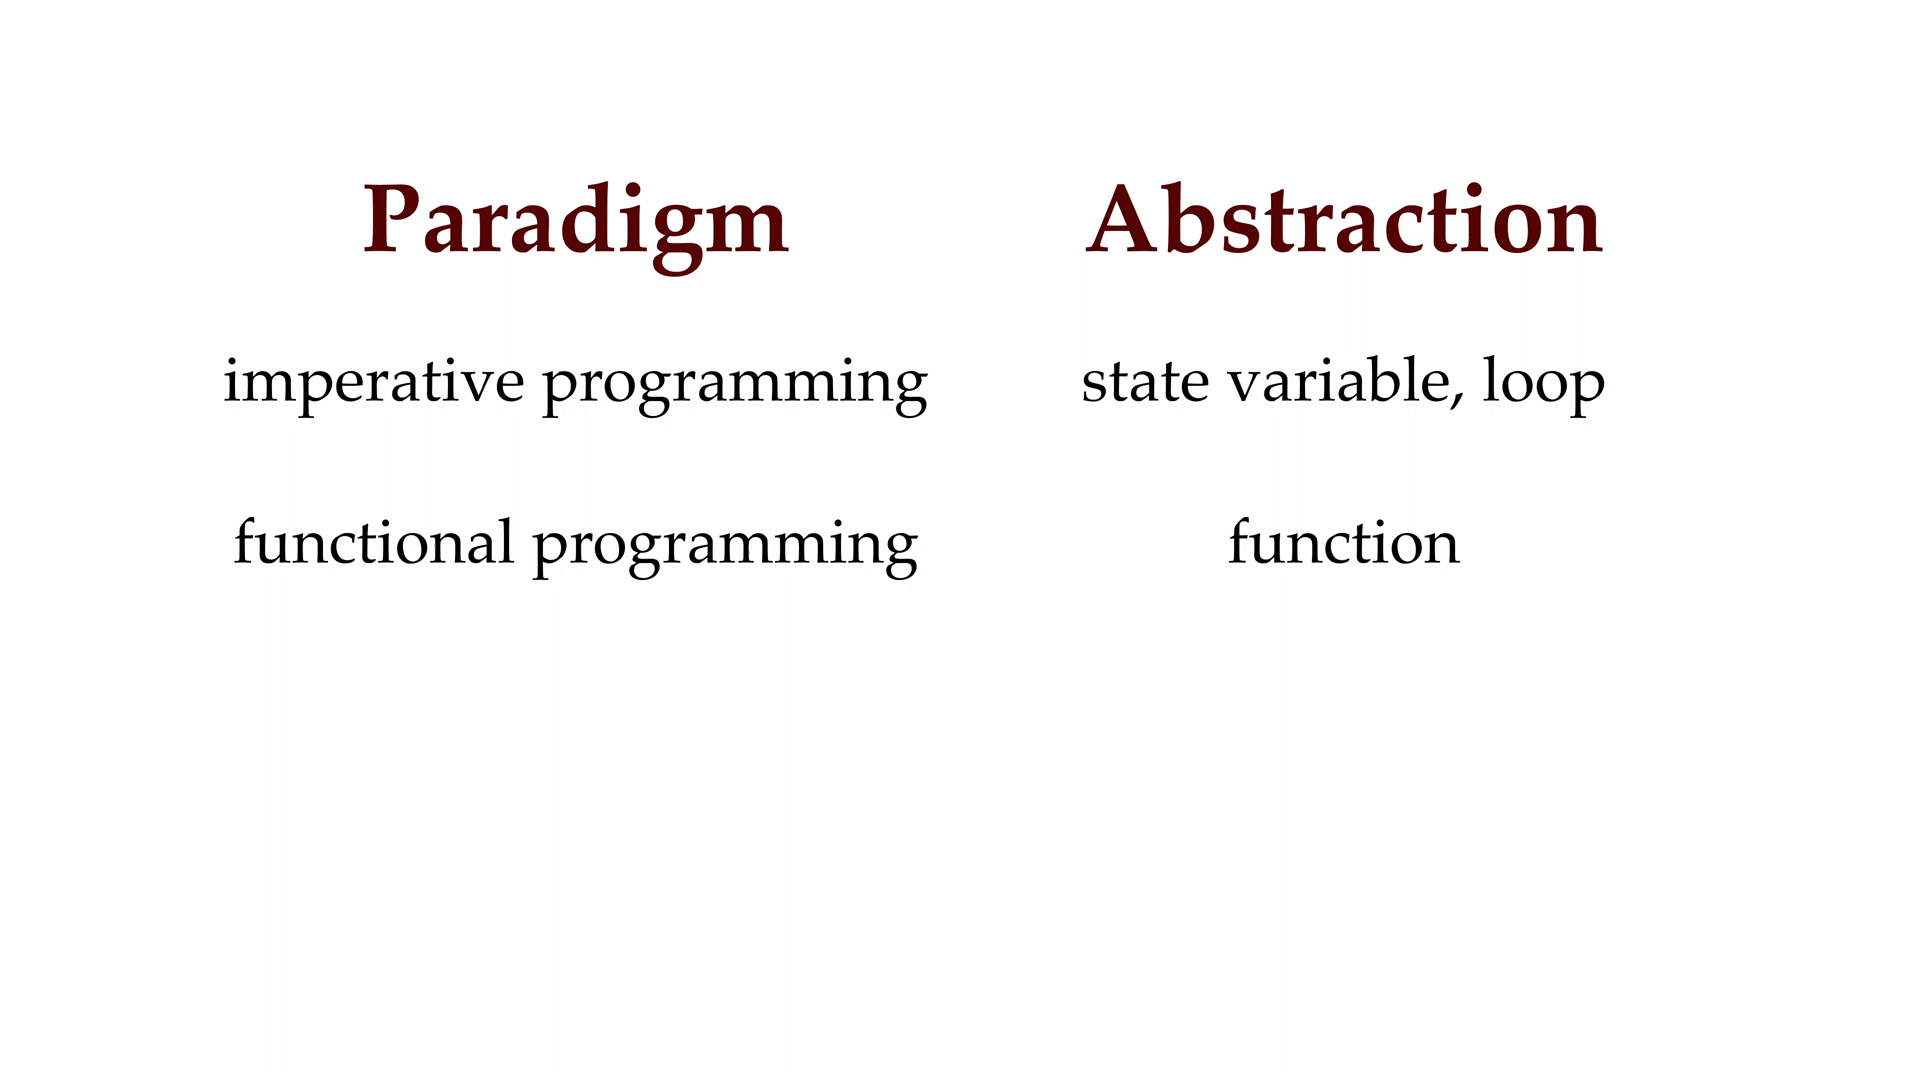 Paradigm Abstraction
imperative programming state variable, loop
functional programming function